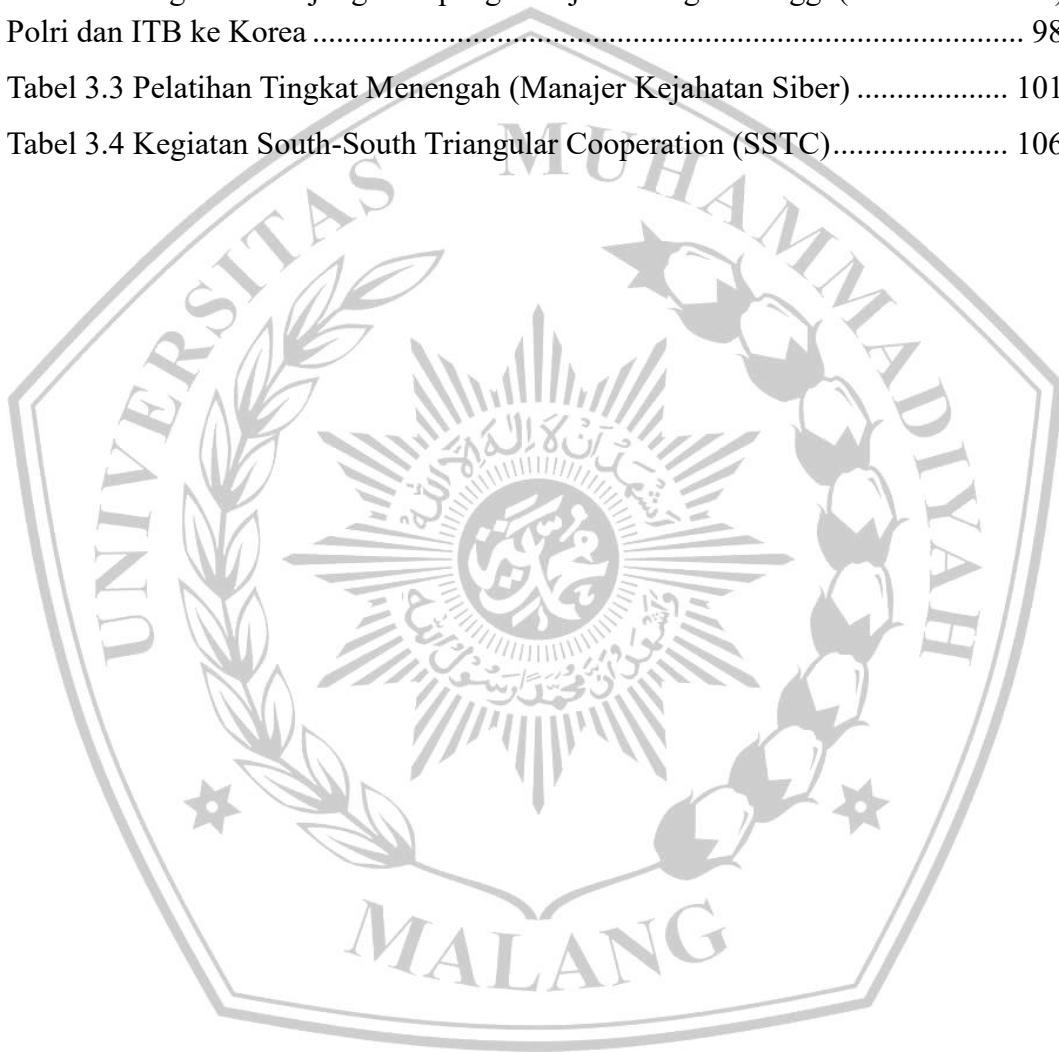 Polri dan ITB ke Korea ........................................................................................ 98
Tabel 3.3 Pelatihan Tingkat Menengah (Manajer Kejahatan Siber) ................... 101
Tabel 3.4 Kegiatan South-South Triangular Cooperation (SSTC)...................... 106
UNIVERSITAS MUHAMMADIYAH
MALANG